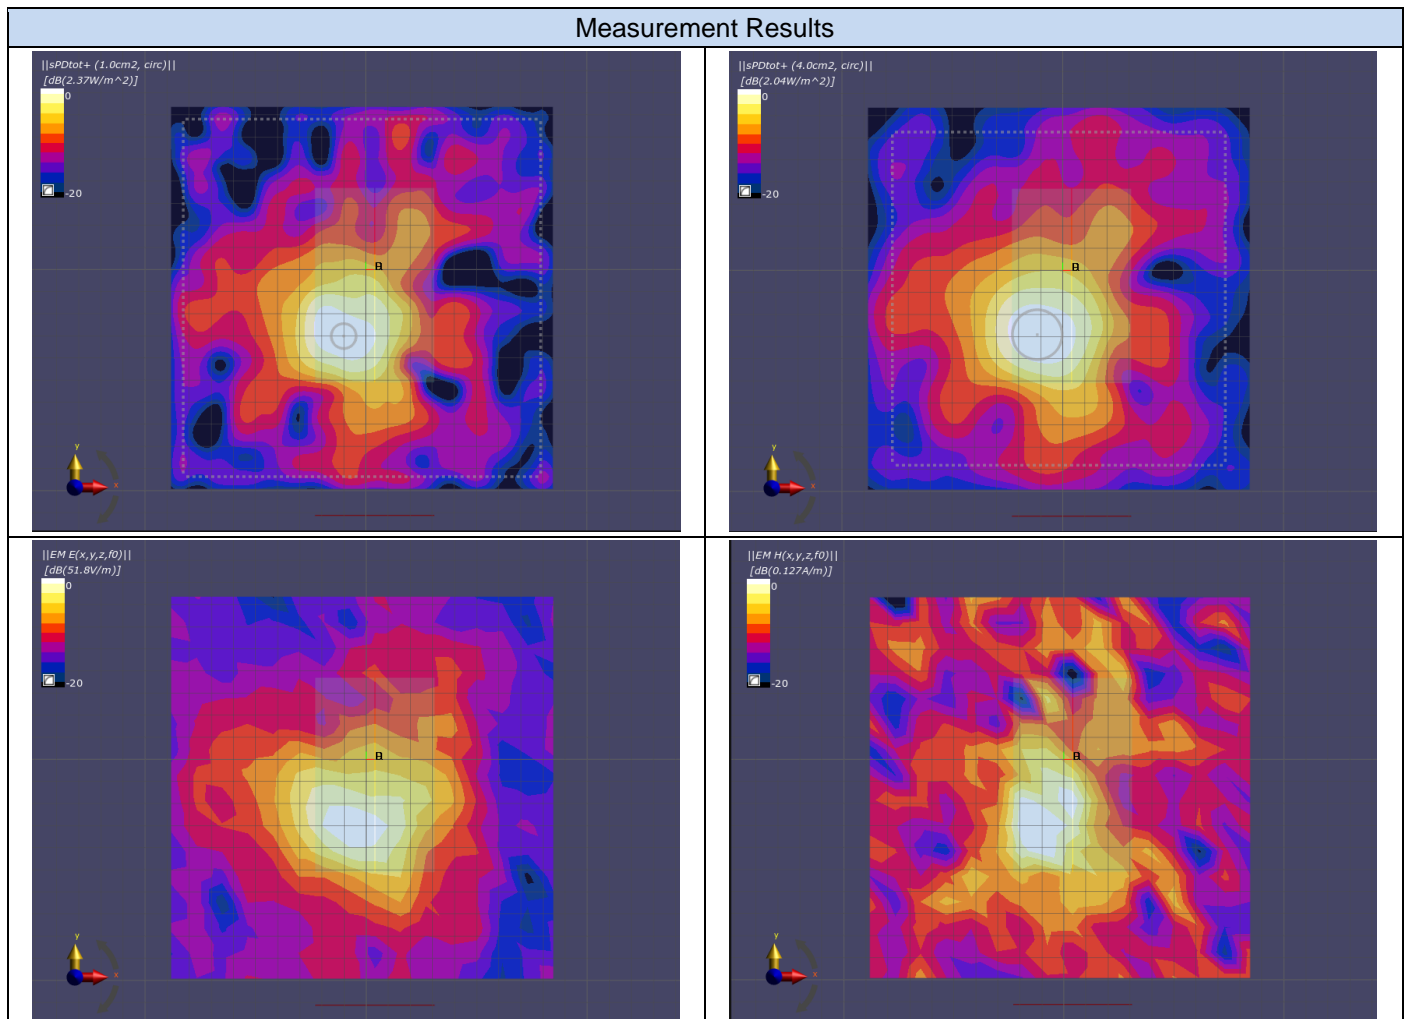 Measurement Results
||sPDtot+ (1.0cm2, circ)||
[dB(2.37W/m^2)]
0
-20
y
x
||sPDtot+ (4.0cm2, circ)||
[dB(2.04W/m^2)]
0
-20
y
x
||EM E(x,y,z,f0)||
[dB(51.8V/m)]
0
-20
y
x
||EM H(x,y,z,f0)||
[dB(0.127A/m)]
0
-20
y
x